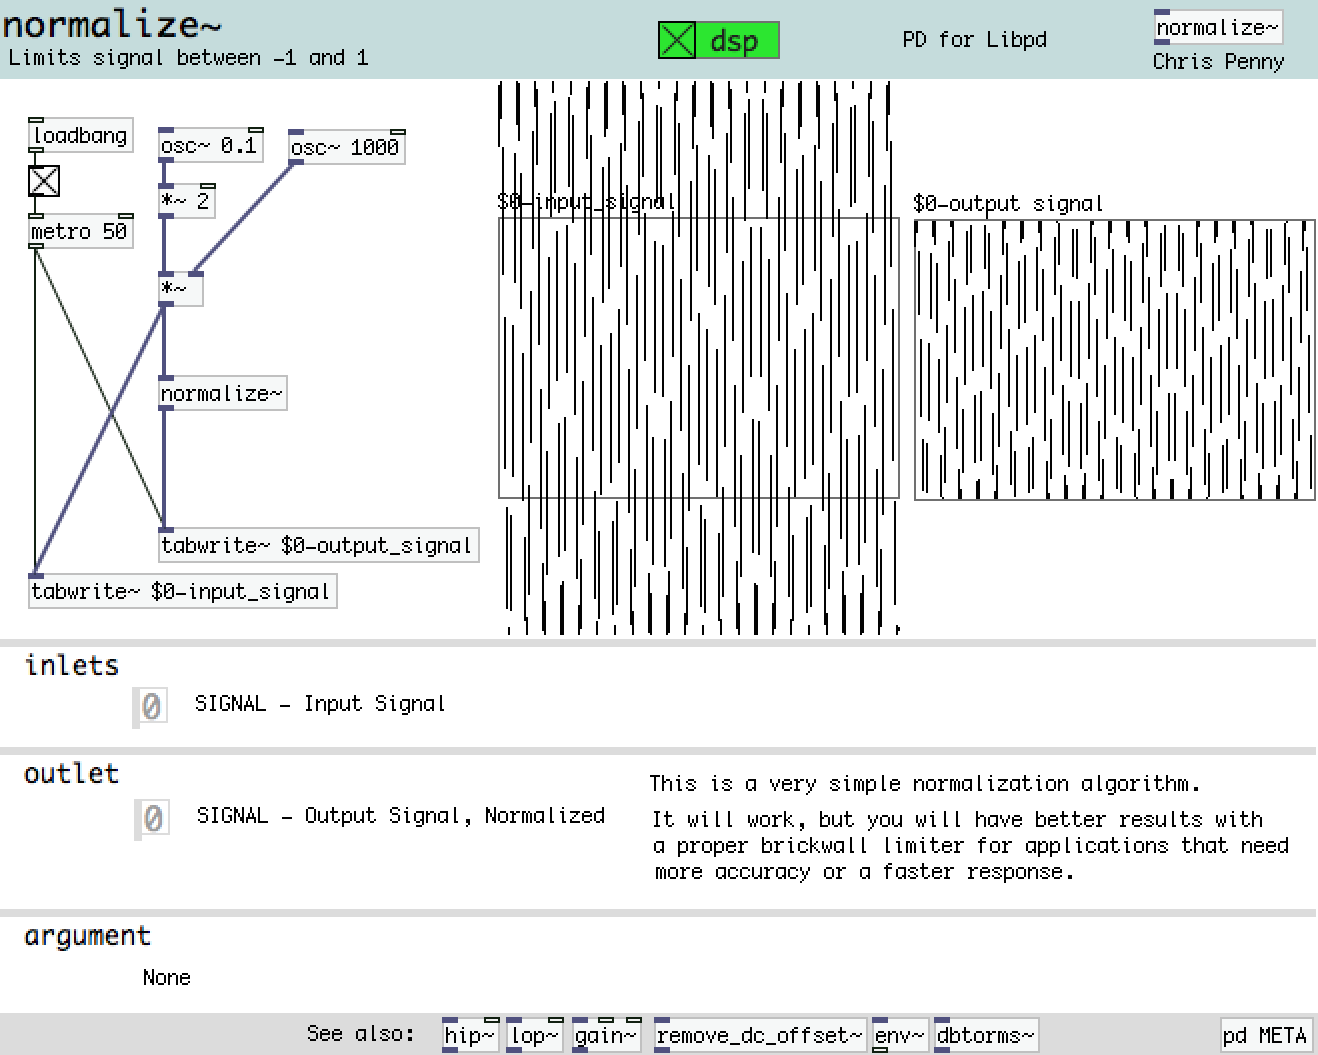 normalize~
Limits signal between -1 and 1
dsp
PD for Libpd
normalize~
Chris Penny
loadbang
osc~ 0.1
osc~ 1000
*~ 2
metro 50
*~
normalize~
tabwrite~ $0-output_signal
tabwrite~ $0-input_signal
$0-input_signal
$0-output signal
inlets
0 SIGNAL - Input Signal
outlet
0 SIGNAL - Output Signal, Normalized
This is a very simple normalization algorithm.
It will work, but you will have better results with
a proper brickwall limiter for applications that need
more accuracy or a faster response.
argument
None
See also: hip~ lop~ gain~ remove_dc_offset~ env~ dbtorms~ pd META